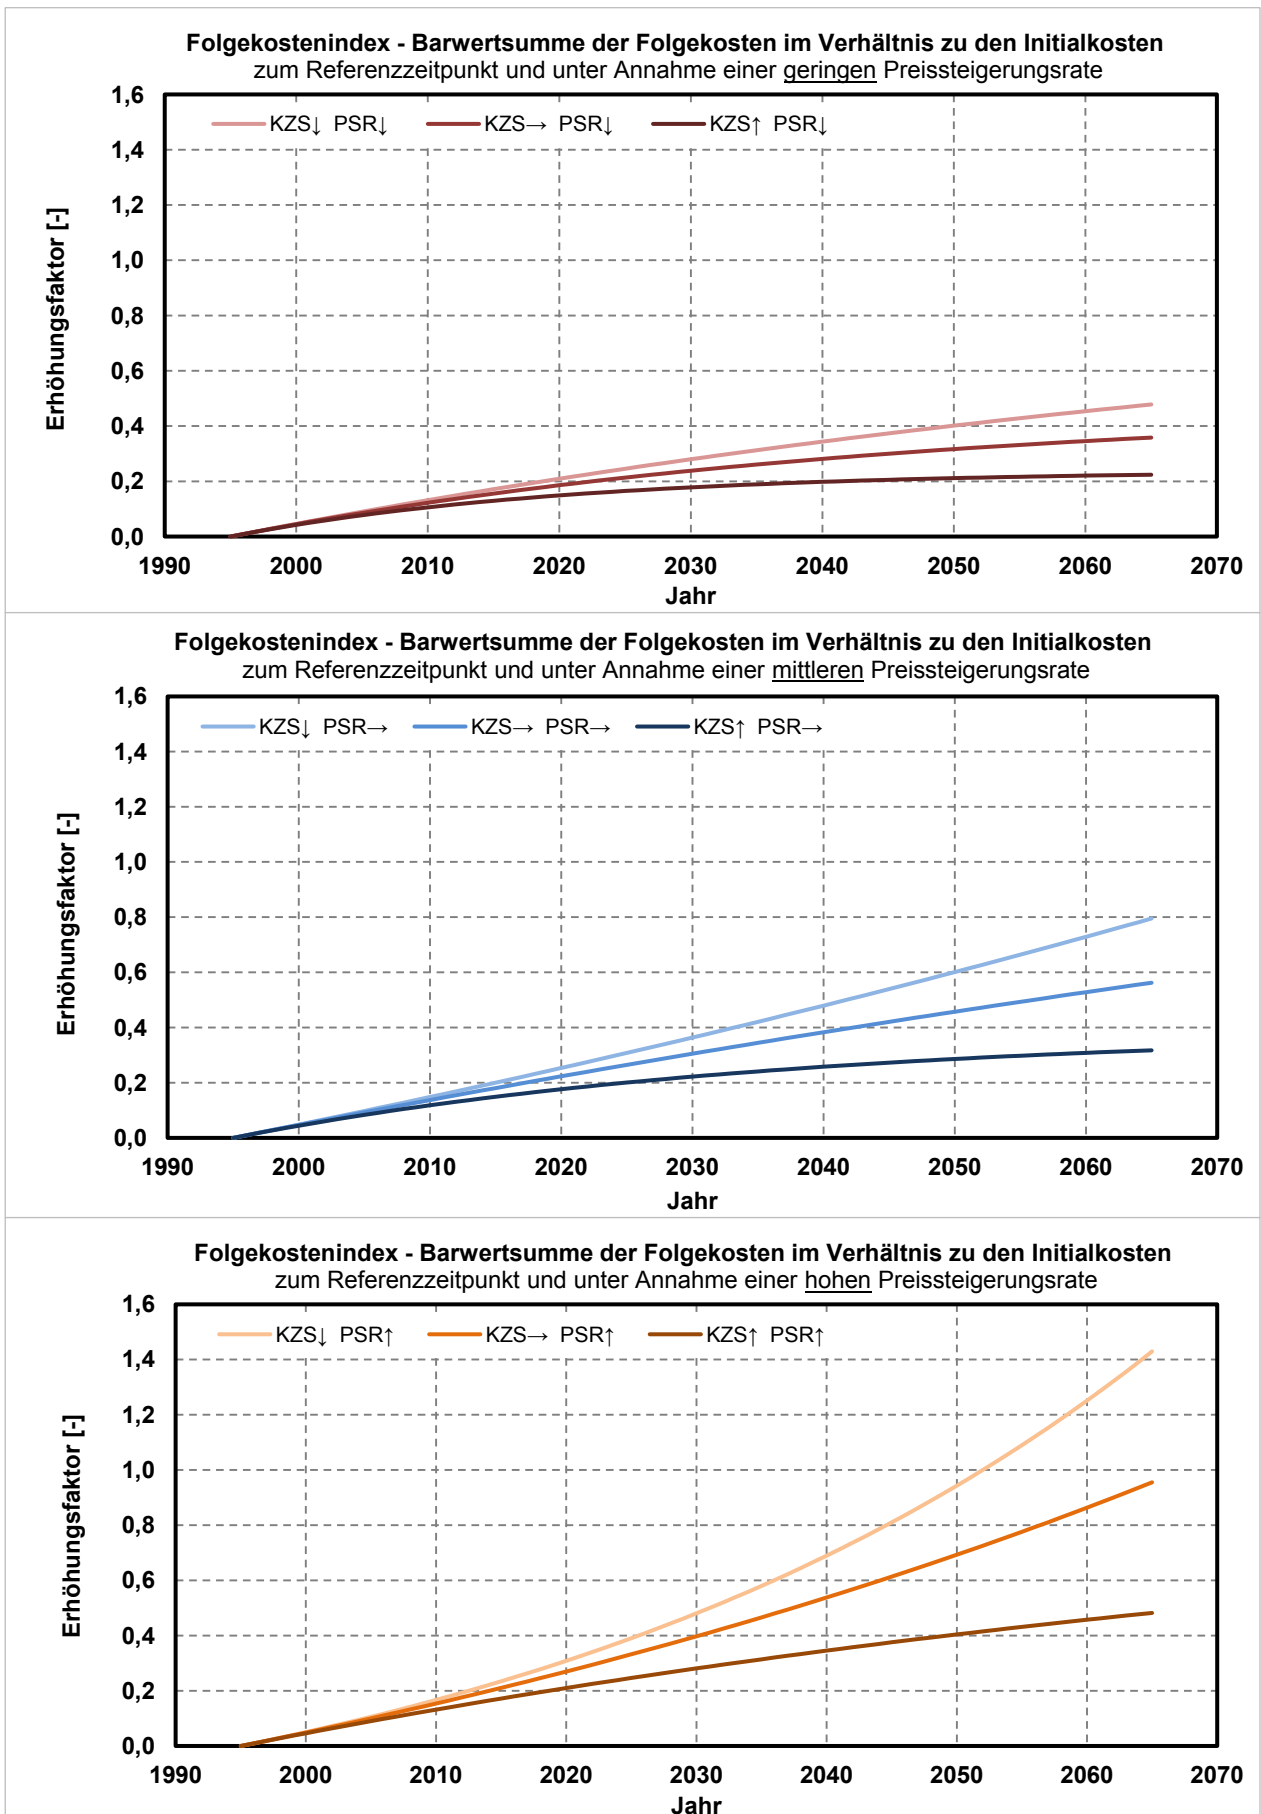 Folgekostenindex - Barwertsumme der Folgekosten im Verhältnis zu den Initialkosten
zum Referenzzeitpunkt und unter Annahme einer geringen Preissteigerungsrate
1,6
KZS↓ PSR↓ KZS→ PSR↓ KZS↑ PSR↓
1,4
1,2
1,0
0,8
0,6
0,4
0,2
0,0
Erhöhungsfaktor [-]
1990 2000 2010 2020 2030 2040 2050 2060 2070
Jahr
Folgekostenindex - Barwertsumme der Folgekosten im Verhältnis zu den Initialkosten
zum Referenzzeitpunkt und unter Annahme einer mittleren Preissteigerungsrate
1,6
KZS↓ PSR→ KZS→ PSR→ KZS↑ PSR→
1,4
1,2
1,0
0,8
0,6
0,4
0,2
0,0
Erhöhungsfaktor [-]
1990 2000 2010 2020 2030 2040 2050 2060 2070
Jahr
Folgekostenindex - Barwertsumme der Folgekosten im Verhältnis zu den Initialkosten
zum Referenzzeitpunkt und unter Annahme einer hohen Preissteigerungsrate
1,6
KZS↓ PSR↑ KZS→ PSR↑ KZS↑ PSR↑
1,4
1,2
1,0
0,8
0,6
0,4
0,2
0,0
Erhöhungsfaktor [-]
1990 2000 2010 2020 2030 2040 2050 2060 2070
Jahr